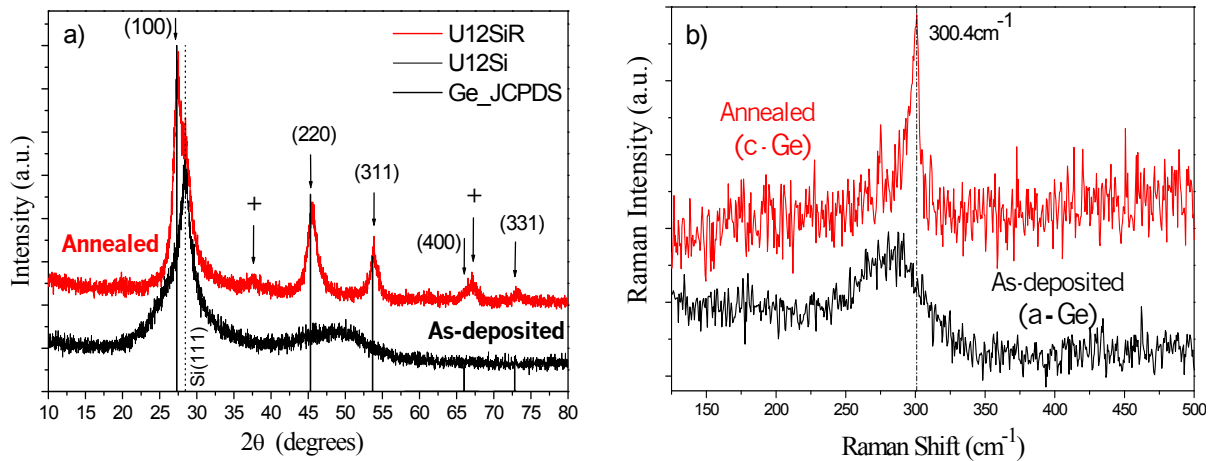 a)
(100)
U12SiR
U12Si
Ge_JCPDS
(220)
(311)
+
+
(400)
(331)
Annealed
As-deposited
Si(111)
Intensity (a.u.)
10 15 20 25 30 35 40 45 50 55 60 65 70 75 80
2θ (degrees)
b)
300.4cm⁻¹
Annealed
(c - Ge)
As-deposited
(a - Ge)
Raman Intensity (a.u.)
150 200 250 300 350 400 450 500
Raman Shift (cm⁻¹)